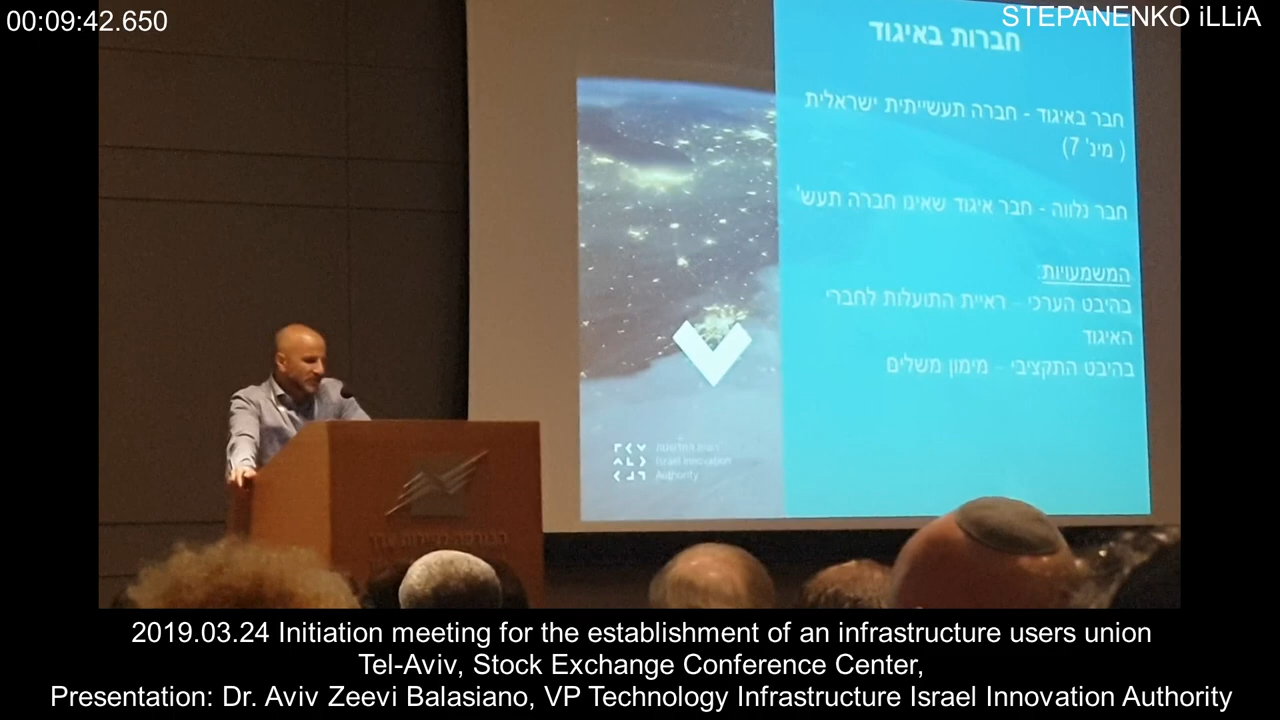 00:09:42.650
STEPANENKO iLLiA
חברות באיגוד
חבר באיגוד - חברה תעשייתית ישראלית
( מינ' 7)
חבר נלווה - חבר איגוד שאינו חברה תעש'
המשמעויות:
בהיבט הערכי – ראיית התועלות לחברי
האיגוד
בהיבט התקציבי – מימון משלים
רשות החדשנות
Israel Innovation
Authority
2019.03.24 Initiation meeting for the establishment of an infrastructure users union
Tel-Aviv, Stock Exchange Conference Center,
Presentation: Dr. Aviv Zeevi Balasiano, VP Technology Infrastructure Israel Innovation Authority